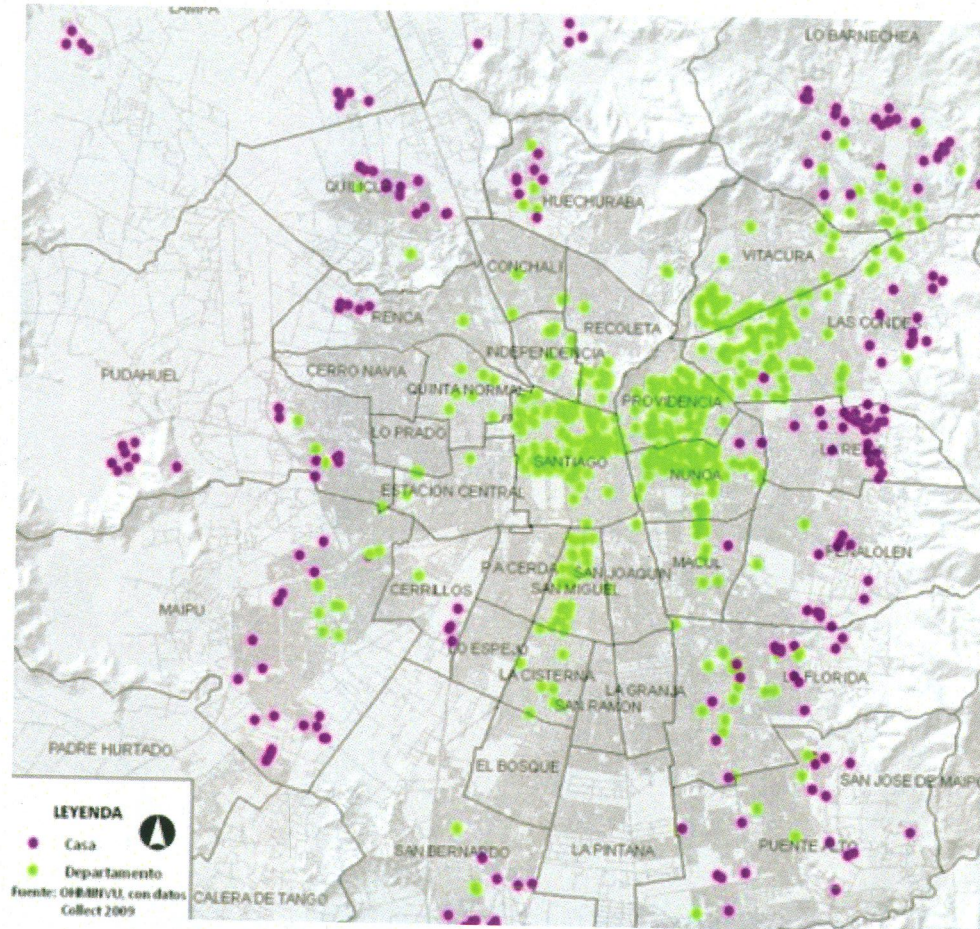 LAMPA
LO BARNECHEA
QUILICURA
HUECHURABA
VITACURA
CONCHALI
LAS CONDES
RENCA
RECOLETA
INDEPENDENCIA
PUDAHUEL
CERRO NAVIA
QUINTA NORMAL
PROVIDENCIA
LO PRADO
LA REINA
SANTIAGO
ÑUÑOA
ESTACION CENTRAL
PEÑALOLEN
MACUL
P.A CERDA
SAN JOAQUIN
CERRILLOS
SAN MIGUEL
MAIPU
LO ESPEJO
LA CISTERNA
LA FLORIDA
LA GRANJA
SAN RAMON
PADRE HURTADO
EL BOSQUE
SAN JOSE DE MAIP
LEYENDA
Casa
Departamento
Fuente: OHMINVU, con datos
Collect 2009
SAN BERNARDO
LA PINTANA
PUENTE ALTO
CALERA DE TANGO